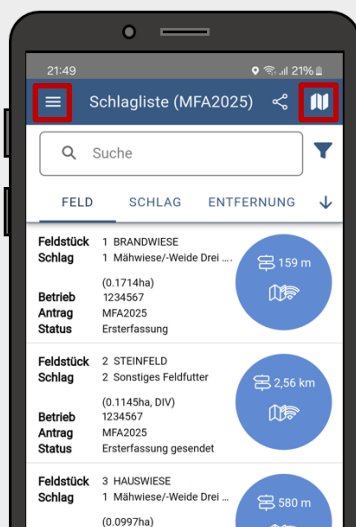 21:49 21%
Schlagliste (MFA2025)
Suche
FELD SCHLAG ENTFERNUNG
Feldstück 1 BRANDWIESE
Schlag 1 Mähwiese/-Weide Drei ....
159 m
(0.1714ha)
Betrieb 1234567
Antrag MFA2025
Status Ersterfassung
Feldstück 2 STEINFELD
Schlag 2 Sonstiges Feldfutter
2,56 km
(0.1145ha, DIV)
Betrieb 1234567
Antrag MFA2025
Status Ersterfassung gesendet
Feldstück 3 HAUSWIESE
Schlag 1 Mähwiese/-Weide Drei ...
580 m
(0.0997ha)